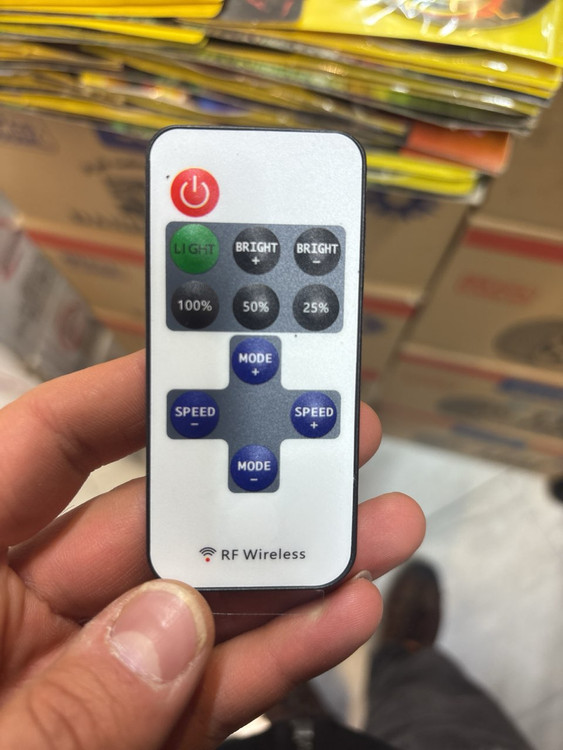 LIGHT
BRIGHT
+
BRIGHT
-
100%
50%
25%
MODE
+
SPEED
-
SPEED
+
MODE
-
RF Wireless